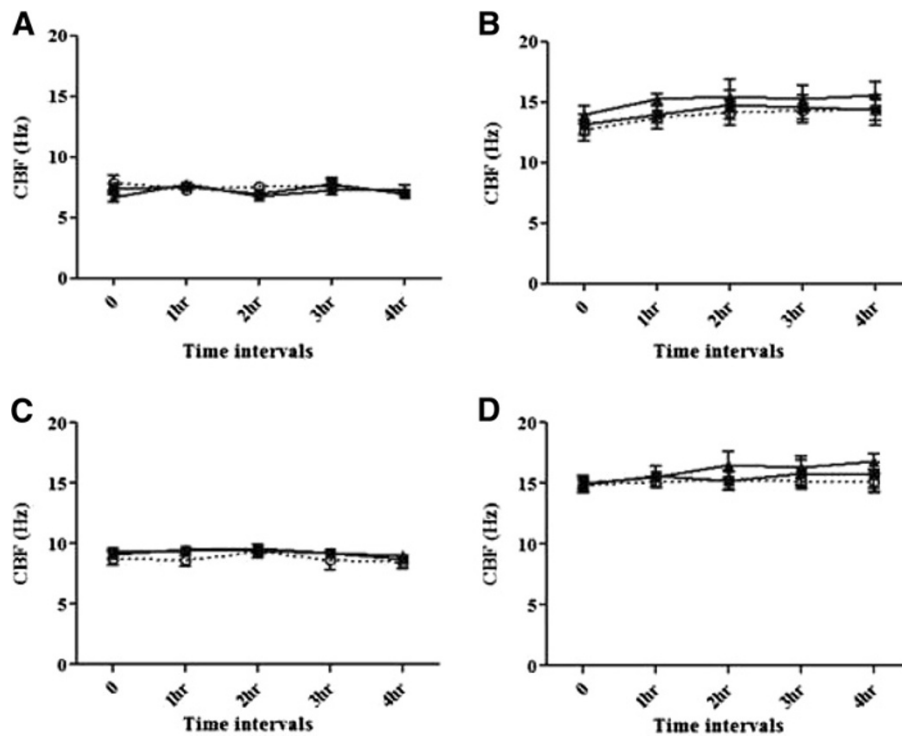 A
CBF (Hz)
20
15
10
5
0
0 1hr 2hr 3hr 4hr
Time intervals
B
CBF (Hz)
20
15
10
5
0
0 1hr 2hr 3hr 4hr
Time intervals
C
CBF (Hz)
20
15
10
5
0
0 1hr 2hr 3hr 4hr
Time intervals
D
CBF (Hz)
20
15
10
5
0
0 1hr 2hr 3hr 4hr
Time intervals